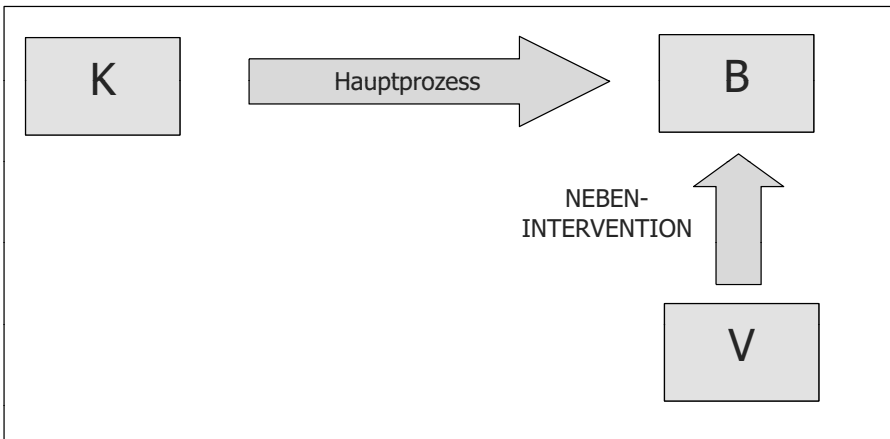 K
Hauptprozess
B
NEBEN-
INTERVENTION
V